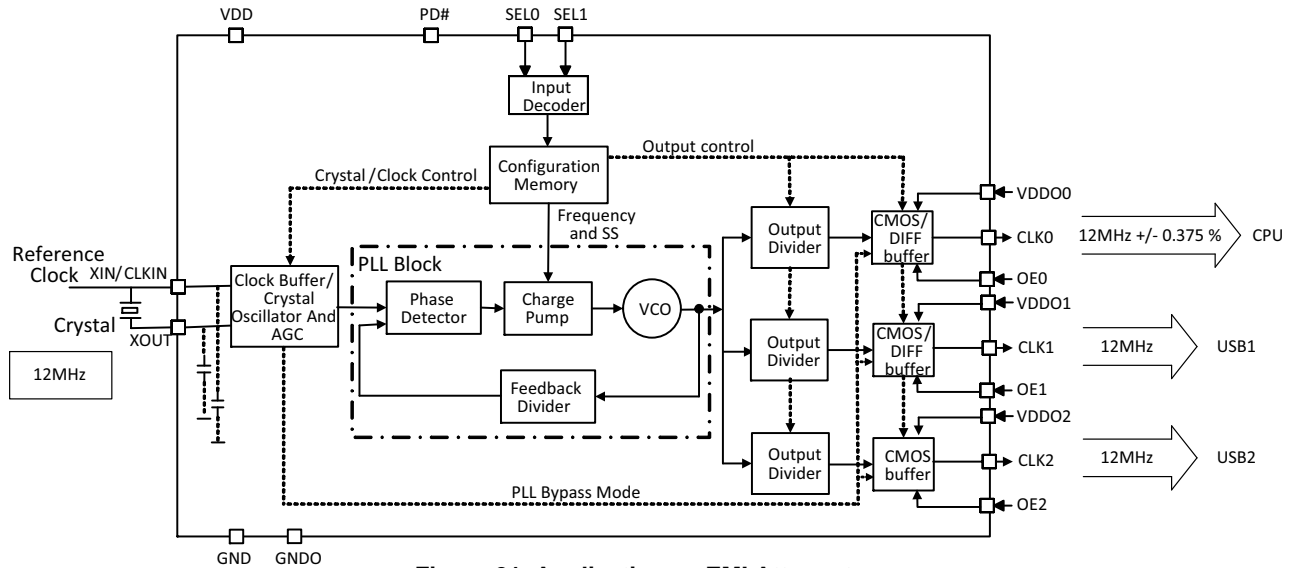 VDD
PD#
SEL0
SEL1
Input
Decoder
Configuration
Memory
Output control
Crystal /Clock Control
Frequency
and SS
Reference
Clock
XIN/ CLKIN
Crystal
XOUT
12MHz
Clock Buffer/
Crystal
Oscillator And
AGC
PLL Block
Phase
Detector
Charge
Pump
VCO
Feedback
Divider
PLL Bypass Mode
Output
Divider
Output
Divider
Output
Divider
CMOS/
DIFF
buffer
CMOS/
DIFF
buffer
CMOS
buffer
VDDO0
CLK0
OE0
VDDO1
CLK1
OE1
VDDO2
CLK2
OE2
12MHz +/- 0.375 %
CPU
12MHz
USB1
12MHz
USB2
GND
GNDO